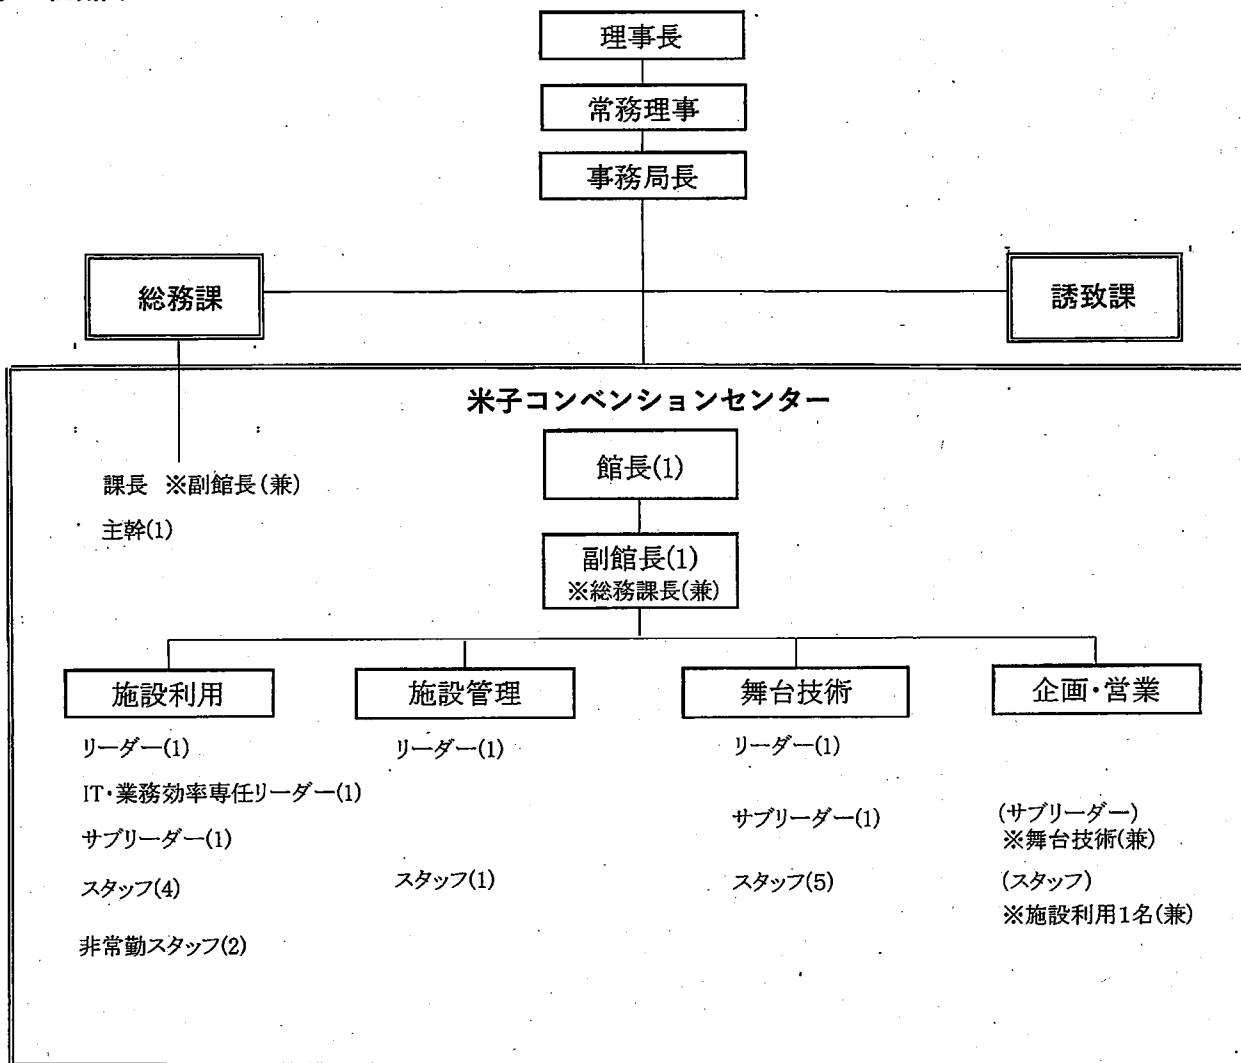 理事長
常務理事
事務局長
総務課
誘致課
米子コンベンションセンター
課長 ※副館長(兼)
主幹(1)
館長(1)
副館長(1)
※総務課長(兼)
施設利用
リーダー(1)
IT・業務効率専任リーダー(1)
サブリーダー(1)
スタッフ(4)
非常勤スタッフ(2)
施設管理
リーダー(1)
スタッフ(1)
舞台技術
リーダー(1)
サブリーダー(1)
スタッフ(5)
企画・営業
(サブリーダー)
※舞台技術(兼)
(スタッフ)
※施設利用1名(兼)